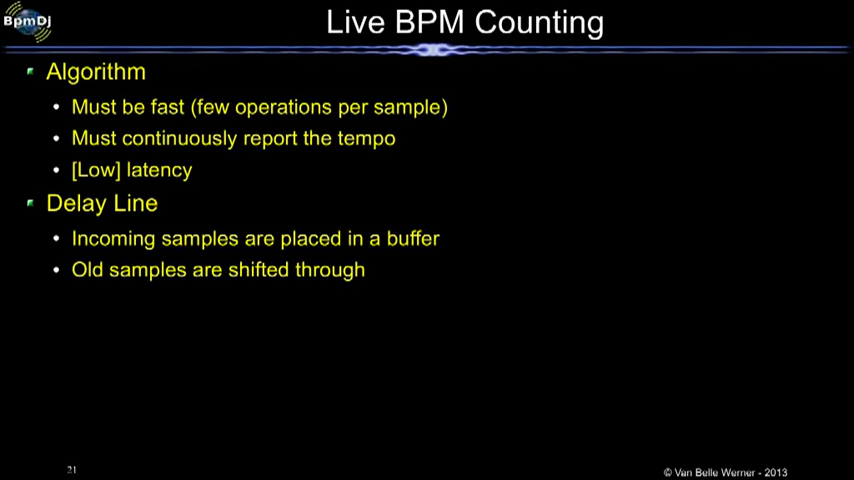 BpmDj
Live BPM Counting
Algorithm
• Must be fast (few operations per sample)
• Must continuously report the tempo
• [Low] latency
Delay Line
• Incoming samples are placed in a buffer
• Old samples are shifted through
21
© Van Belle Werner - 2013